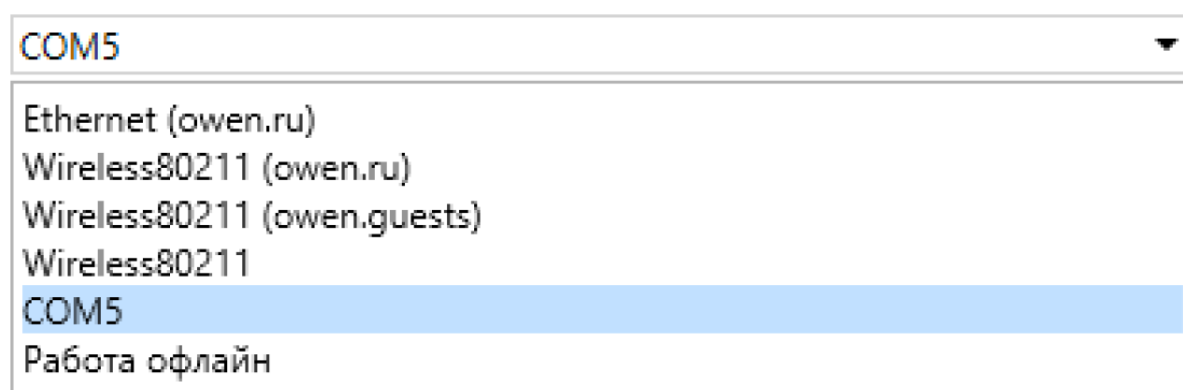 COM5
Ethernet (owen.ru)
Wireless80211 (owen.ru)
Wireless80211 (owen.guests)
Wireless80211
COM5
Работа офлайн